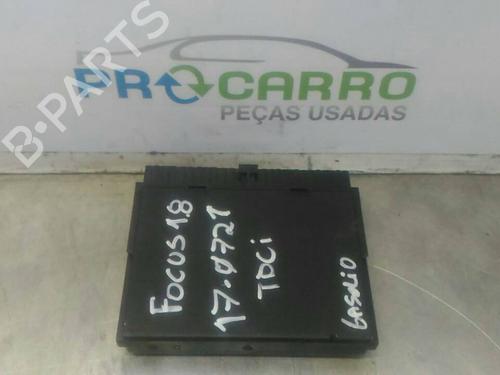 PROCARRO
PEÇAS USADAS
B-PARTS
FOCUS 1.8
17-0721
TDCi
GASOLIO